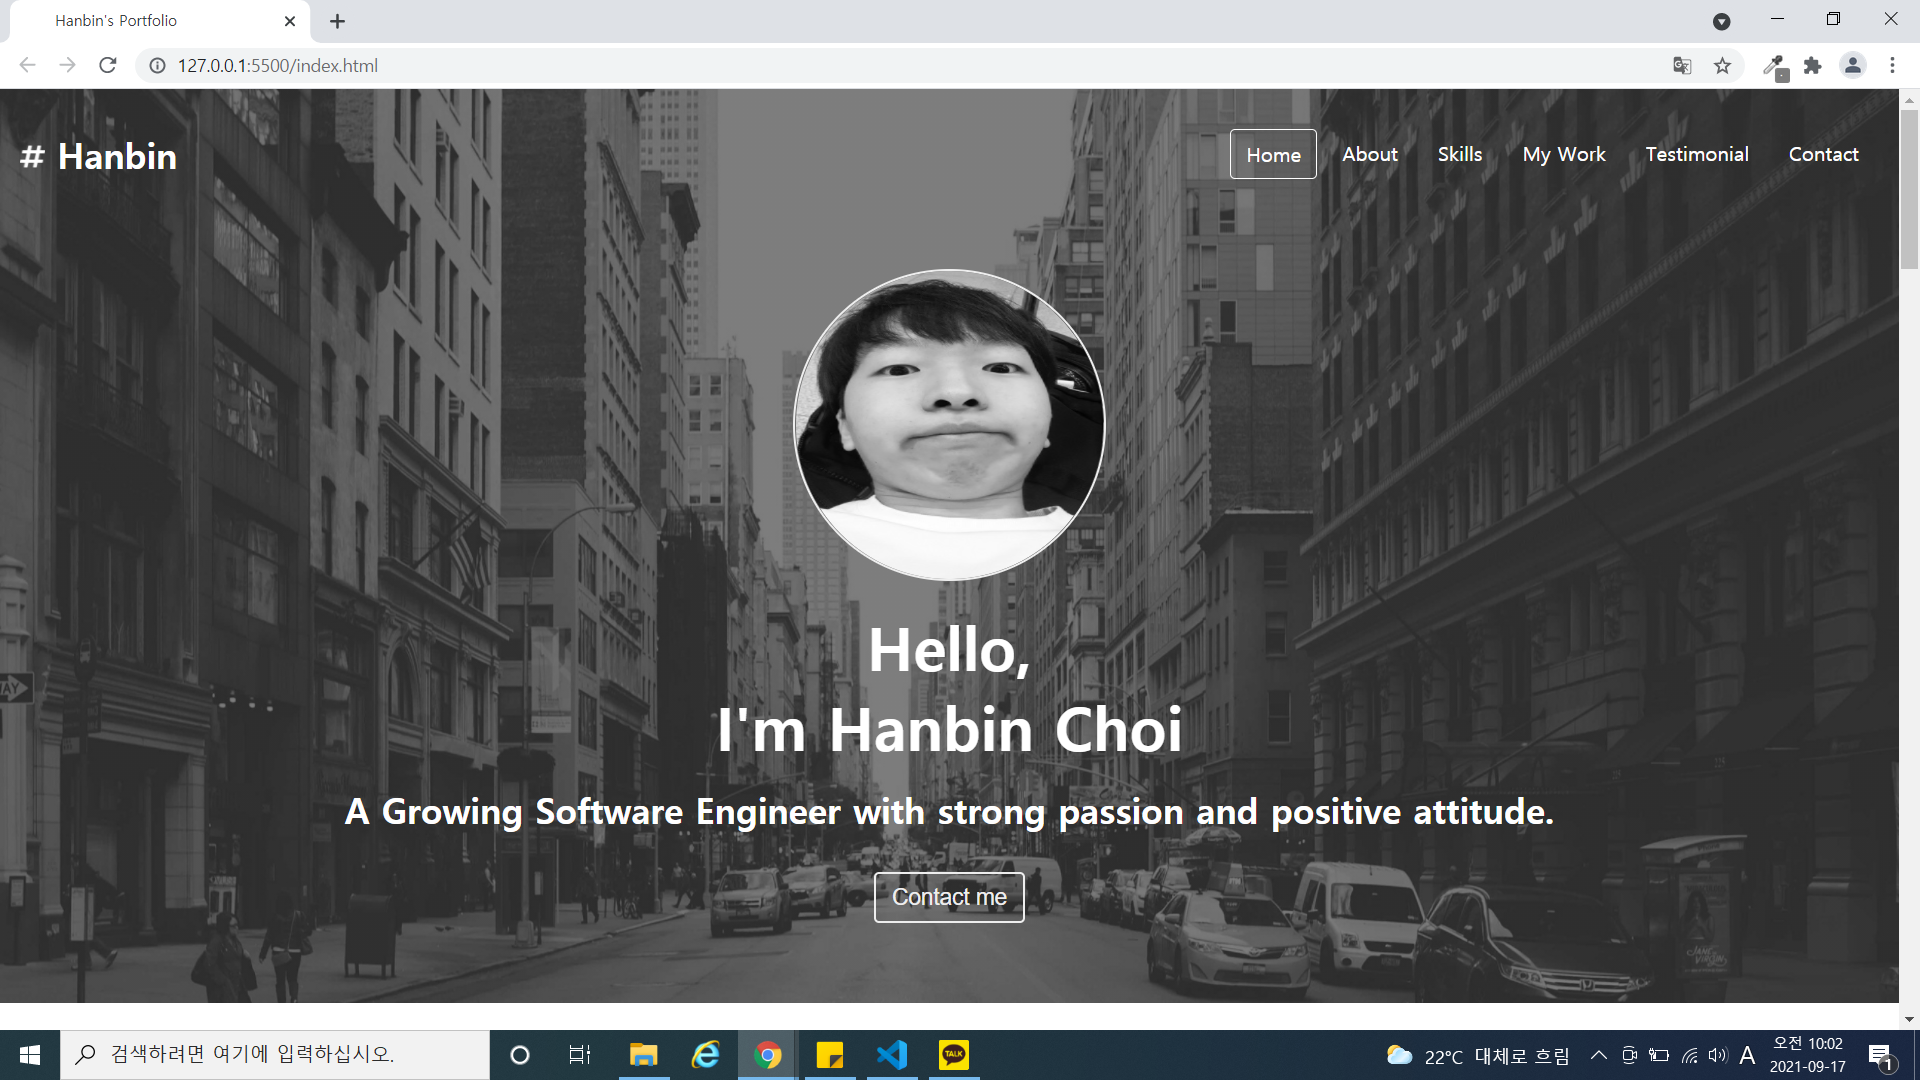 Hanbin's Portfolio
127.0.0.1:5500/index.html
# Hanbin
Home
About
Skills
My Work
Testimonial
Contact
Hello,
I'm Hanbin Choi
A Growing Software Engineer with strong passion and positive attitude.
Contact me
검색하려면 여기에 입력하십시오.
TALK
22°C 대체로 흐림
A
오전 10:02
2021-09-17
1